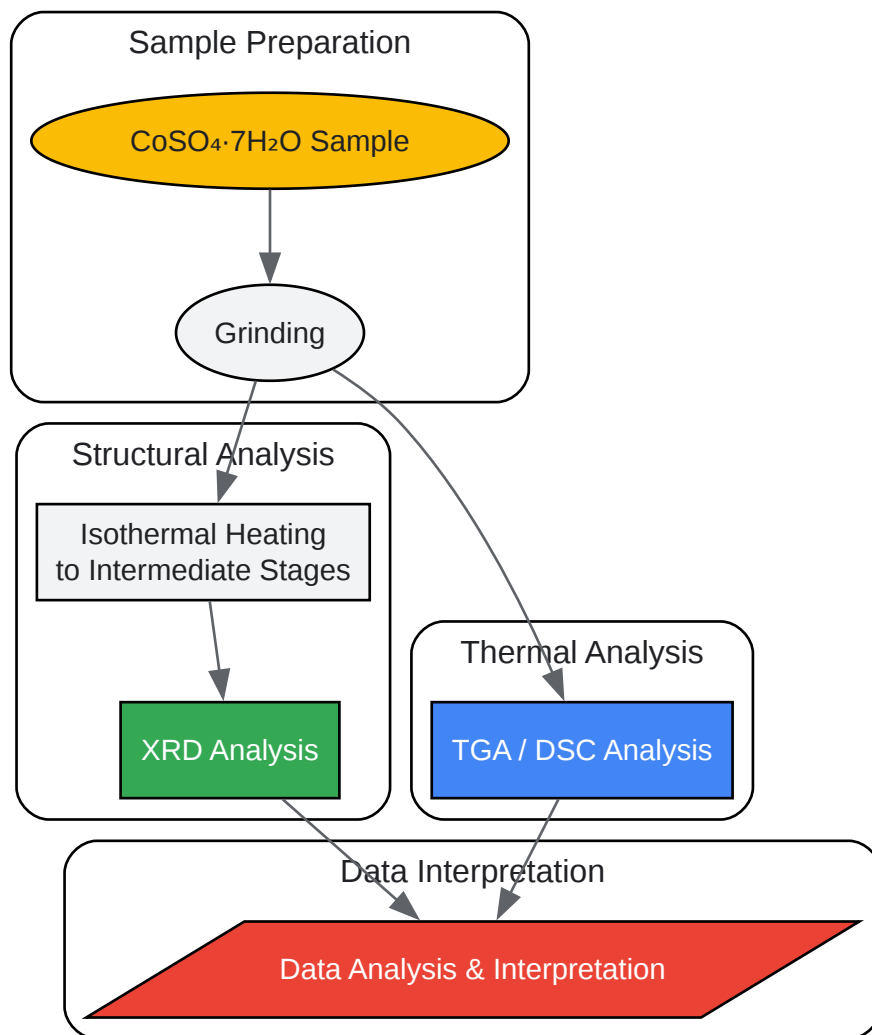 Sample Preparation
CoSO₄·7H₂O Sample
Grinding
Structural Analysis
Isothermal Heating
to Intermediate Stages
Thermal Analysis
XRD Analysis
TGA / DSC Analysis
Data Interpretation
Data Analysis & Interpretation